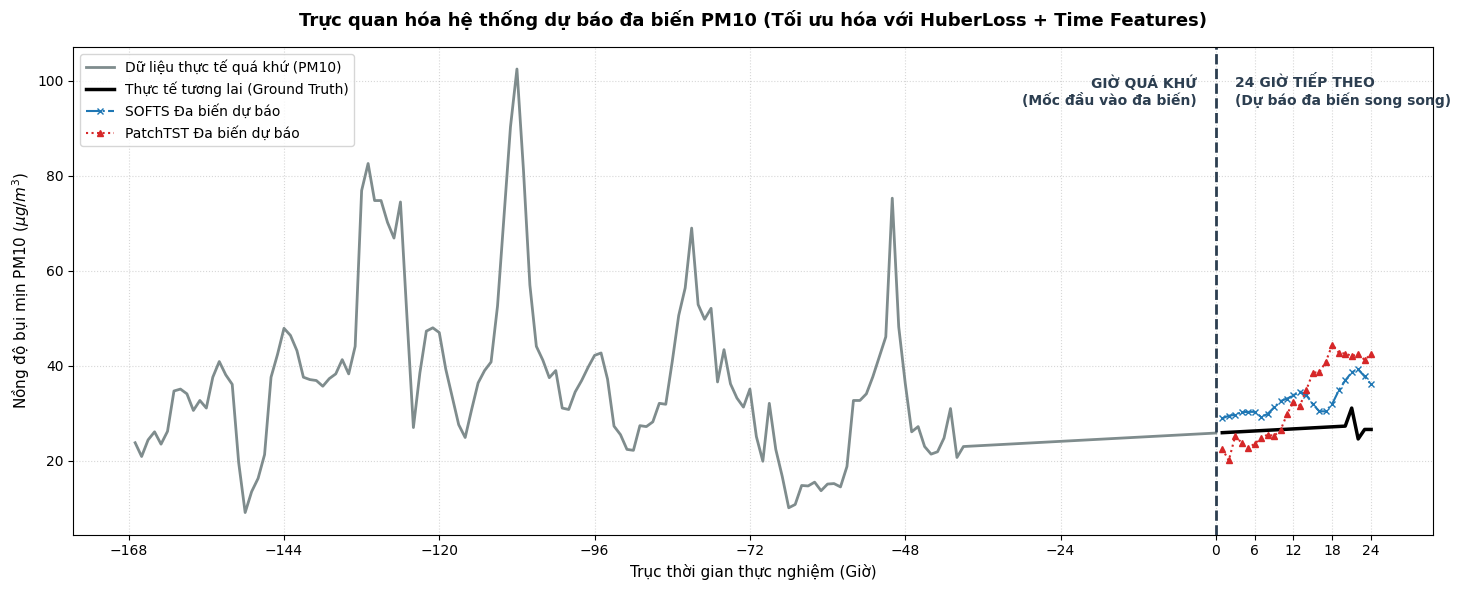 Trực quan hóa hệ thống dự báo đa biến PM10 (Tối ưu hóa với HuberLoss + Time Features)
Dữ liệu thực tế quá khứ (PM10)
Thực tế tương lai (Ground Truth)
SOFTS Đa biến dự báo
PatchTST Đa biến dự báo
GIỜ QUÁ KHỨ
(Mốc đầu vào đa biến)
24 GIỜ TIẾP THEO
(Dự báo đa biến song song)
Nồng độ bụi mịn PM10 (μg/m³)
100
80
60
40
20
−168 −144 −120 −96 −72 −48 −24 0 6 12 18 24
Trục thời gian thực nghiệm (Giờ)